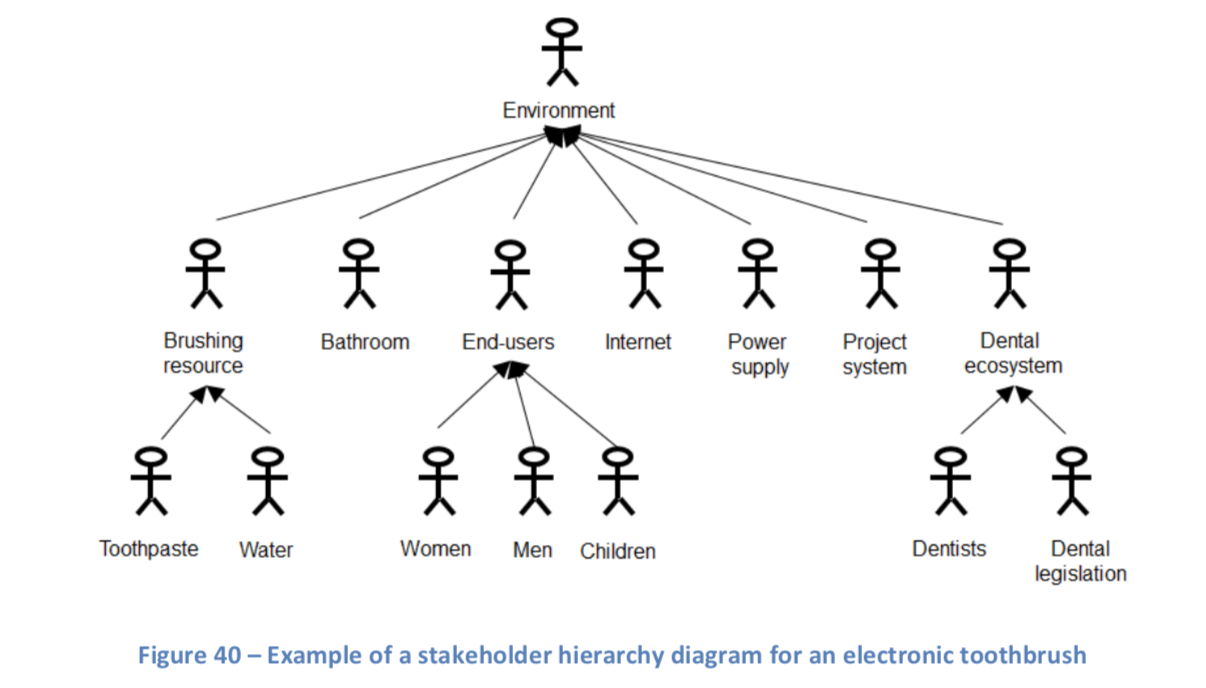 Environment
Brushing
resource
Bathroom
End-users
Internet
Power
supply
Project
system
Dental
ecosystem
Toothpaste
Water
Women
Men
Children
Dentists
Dental
legislation
Figure 40 – Example of a stakeholder hierarchy diagram for an electronic toothbrush